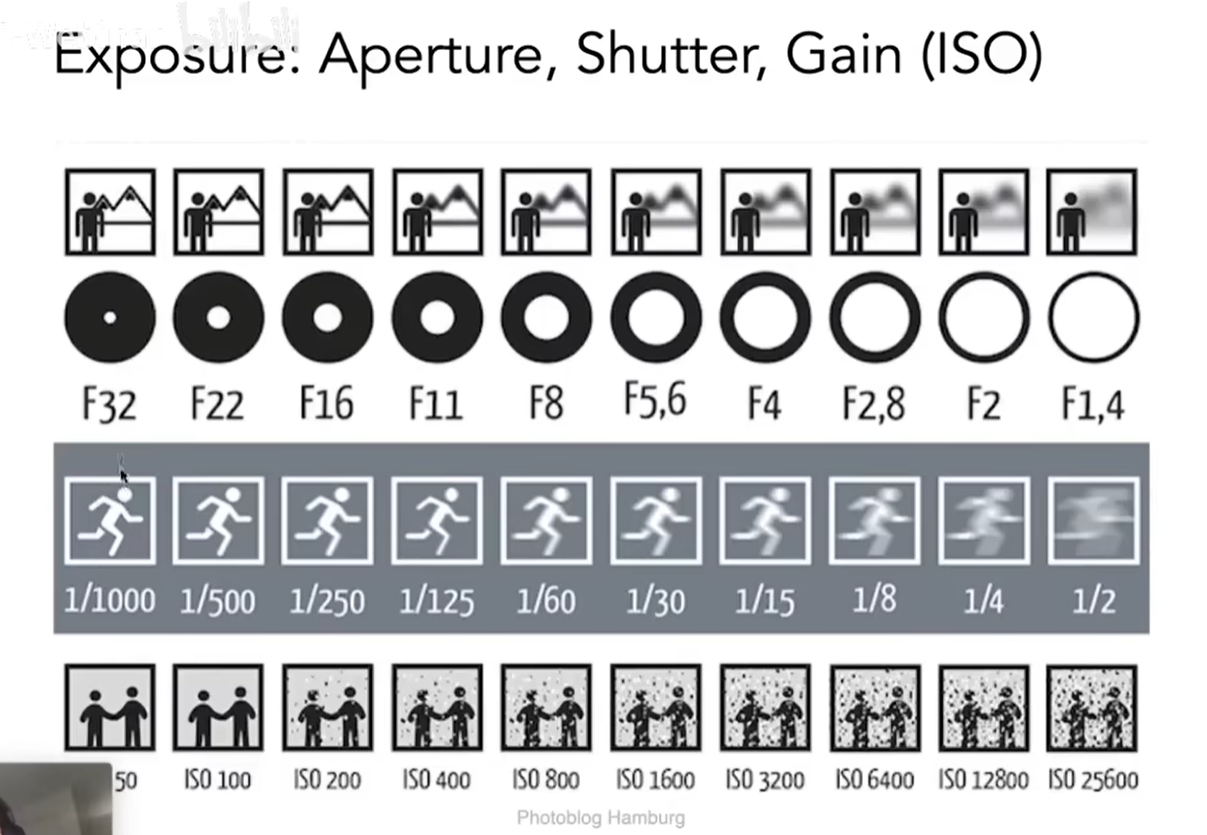 bilibili
Exposure: Aperture, Shutter, Gain (ISO)
F32 F22 F16 F11 F8 F5,6 F4 F2,8 F2 F1,4
1/1000 1/500 1/250 1/125 1/60 1/30 1/15 1/8 1/4 1/2
50 ISO 100 ISO 200 ISO 400 ISO 800 ISO 1600 ISO 3200 ISO 6400 ISO 12800 ISO 25600
Photoblog Hamburg